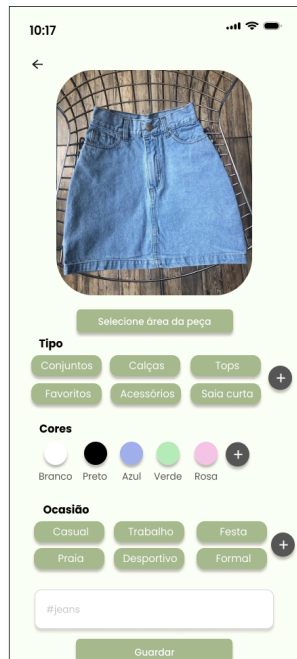 10:17
Selecione área da peça
Tipo
Conjuntos Calças Tops
Favoritos Acessórios Saia curta
Cores
Branco Preto Azul Verde Rosa
Ocasião
Casual Trabalho Festa
Praia Desportivo Formal
#jeans
Guardar